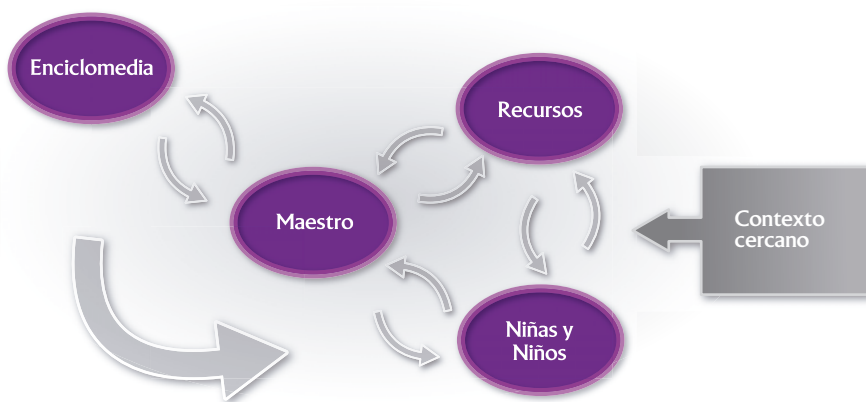 Enciclomedia
Recursos
Maestro
Contexto
cercano
Niñas y
Niños